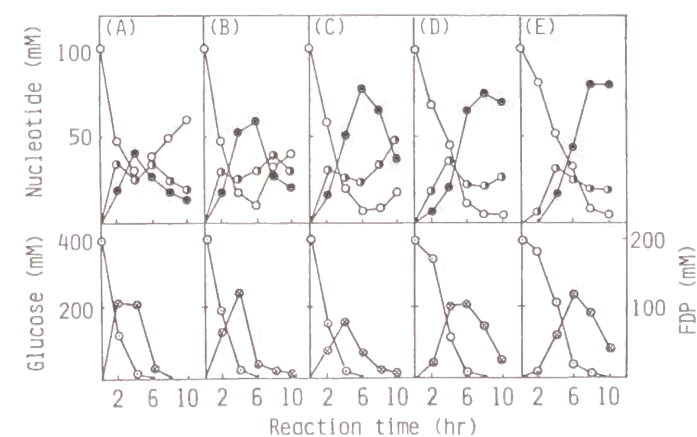 (A) (B) (C) (D) (E)
Nucleotide (mM)
100
50
Glucose (mM)
400
200
200
100
FDP (mM)
2 6 10 2 6 10 2 6 10 2 6 10 2 6 10
Reaction time (hr)